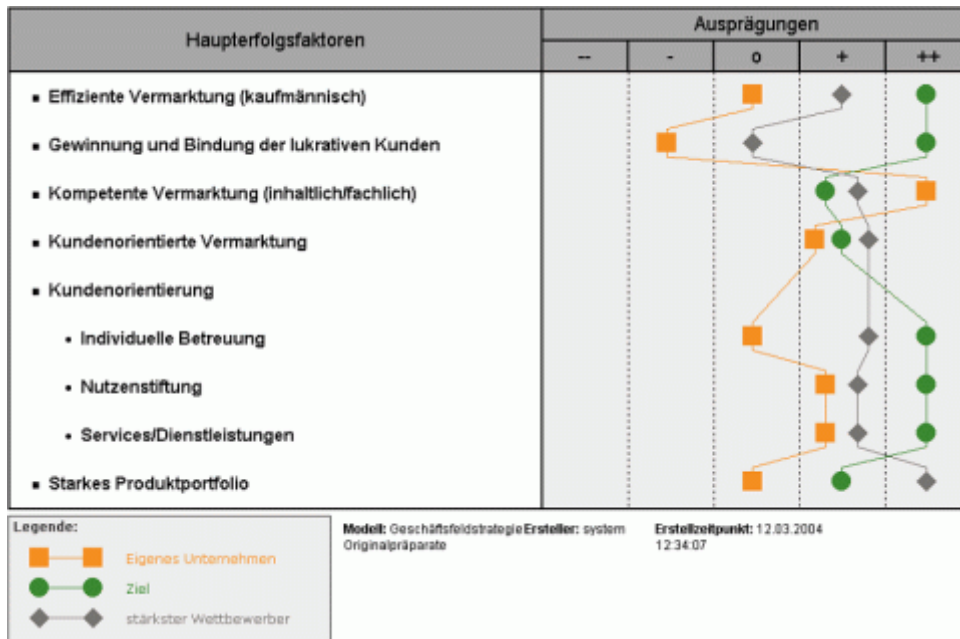 Haupterfolgsfaktoren
Ausprägungen
-- - o + ++
Effiziente Vermarktung (kaufmännisch)
Gewinnung und Bindung der lukrativen Kunden
Kompetente Vermarktung (inhaltlich/fachlich)
Kundenorientierte Vermarktung
Kundenorientierung
Individuelle Betreuung
Nutzenstiftung
Services/Dienstleistungen
Starkes Produktportfolio
Legende:
Eigenes Unternehmen
Ziel
stärkster Wettbewerber
Modell: Geschäftsfeldstrategie Ersteller: system Erstellzeitpunkt: 12.03.2004
Originalpräparate 12:34:07